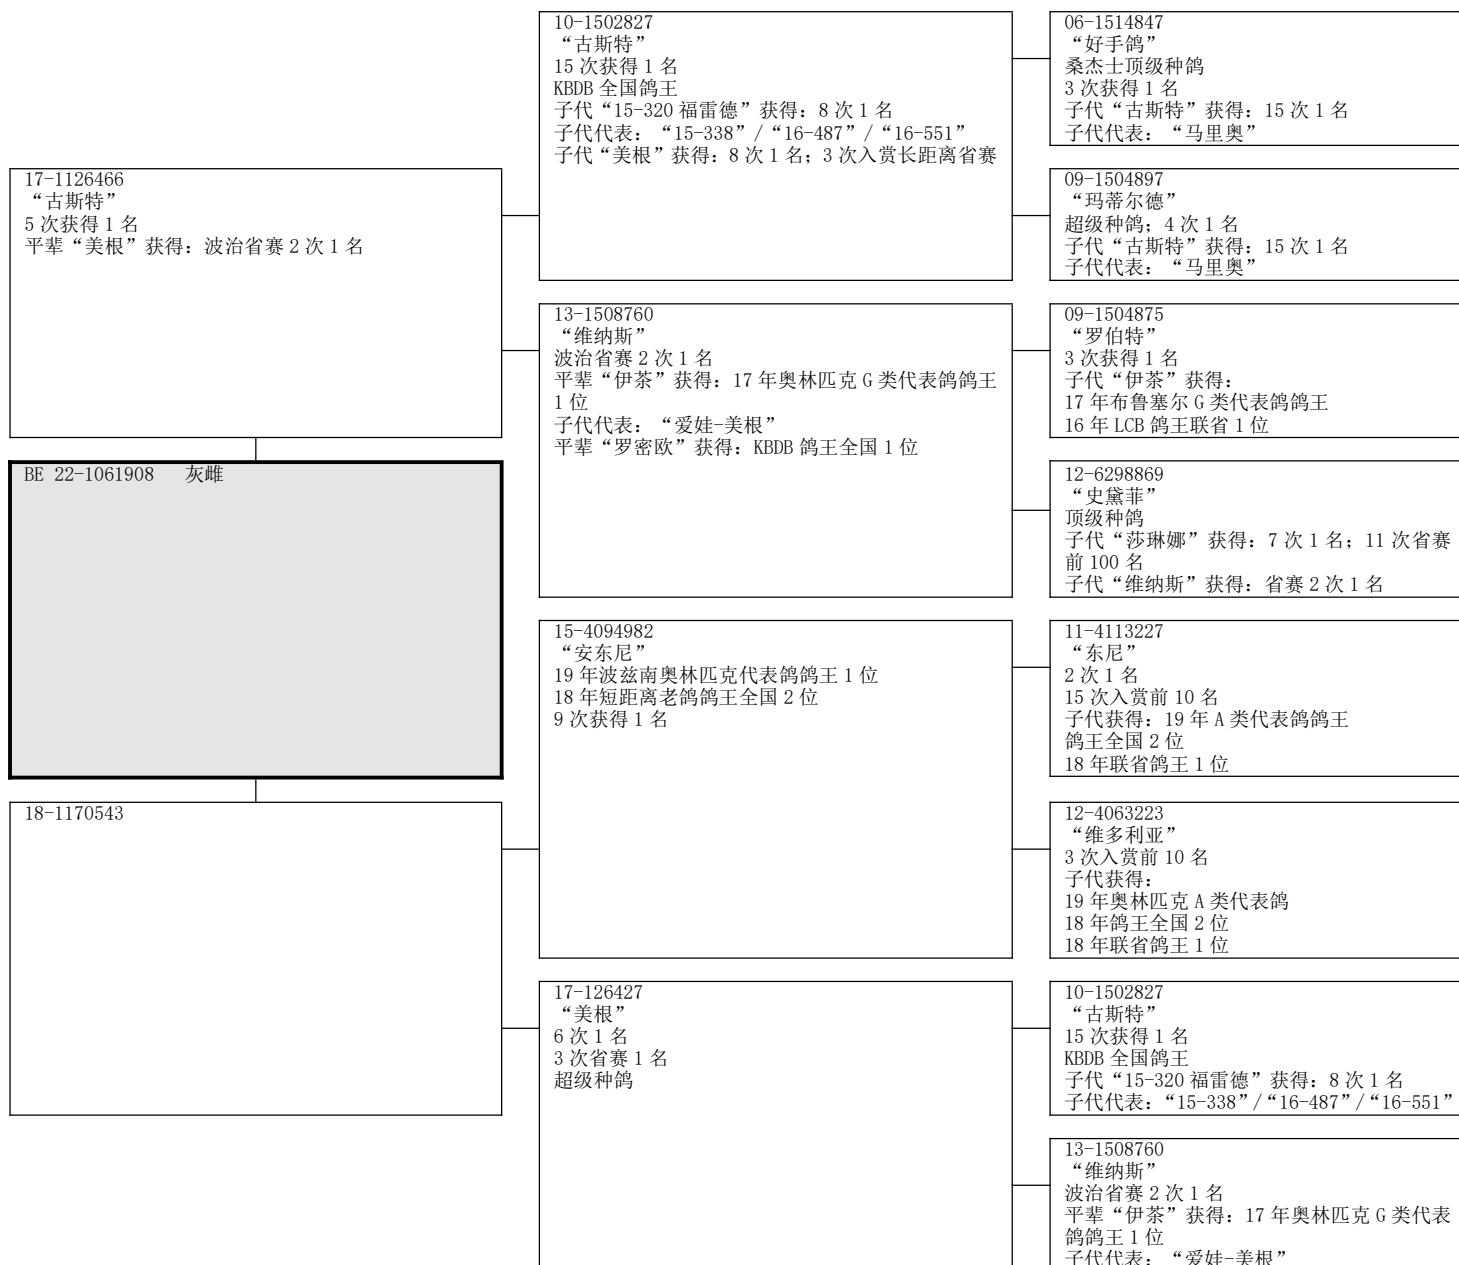 17-1126466
“古斯特”
5 次获得 1 名
平辈“美根”获得：波治省赛 2 次 1 名
BE 22-1061908 灰雌
18-1170543
10-1502827
“古斯特”
15 次获得 1 名
KBDB 全国鸽王
子代“15-320 福雷德”获得：8 次 1 名
子代代表：“15-338”/“16-487”/“16-551”
子代“美根”获得：8 次 1 名；3 次入赏长距离省赛
13-1508760
“维纳斯”
波治省赛 2 次 1 名
平辈“伊茶”获得：17 年奥林匹克 G 类代表鸽鸽王
1 位
子代代表：“爱娃-美根”
平辈“罗密欧”获得：KBDB 鸽王全国 1 位
15-4094982
“安东尼”
19 年波兹南奥林匹克代表鸽鸽王 1 位
18 年短距离老鸽鸽王全国 2 位
9 次获得 1 名
17-126427
“美根”
6 次 1 名
3 次省赛 1 名
超级种鸽
06-1514847
“好手鸽”
桑杰士顶级种鸽
3 次获得 1 名
子代“古斯特”获得：15 次 1 名
子代代表：“马里奥”
09-1504897
“玛蒂尔德”
超级种鸽；4 次 1 名
子代“古斯特”获得：15 次 1 名
子代代表：“马里奥”
09-1504875
“罗伯特”
3 次获得 1 名
子代“伊茶”获得：
17 年布鲁塞尔 G 类代表鸽鸽王
16 年 LCB 鸽王联省 1 位
12-6298869
“史黛菲”
顶级种鸽
子代“莎琳娜”获得：7 次 1 名；11 次省赛
前 100 名
子代“维纳斯”获得：省赛 2 次 1 名
11-4113227
“东尼”
2 次 1 名
15 次入赏前 10 名
子代获得：19 年 A 类代表鸽鸽王
鸽王全国 2 位
18 年联省鸽王 1 位
12-4063223
“维多利亚”
3 次入赏前 10 名
子代获得：
19 年奥林匹克 A 类代表鸽
18 年鸽王全国 2 位
18 年联省鸽王 1 位
10-1502827
“古斯特”
15 次获得 1 名
KBDB 全国鸽王
子代“15-320 福雷德”获得：8 次 1 名
子代代表：“15-338”/“16-487”/“16-551”
13-1508760
“维纳斯”
波治省赛 2 次 1 名
平辈“伊茶”获得：17 年奥林匹克 G 类代表
鸽鸽王 1 位
子代代表：“爱娃-美根”